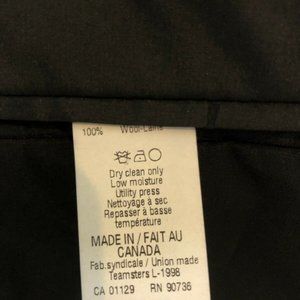 100% Wool-Laine
Dry clean only
Low moisture
Utility press
Nettoyage à sec
Repasser à basse
température
MADE IN / FAIT AU
CANADA
Fab.syndicale / Union made
Teamsters L-1998
CA 01129 RN 90736